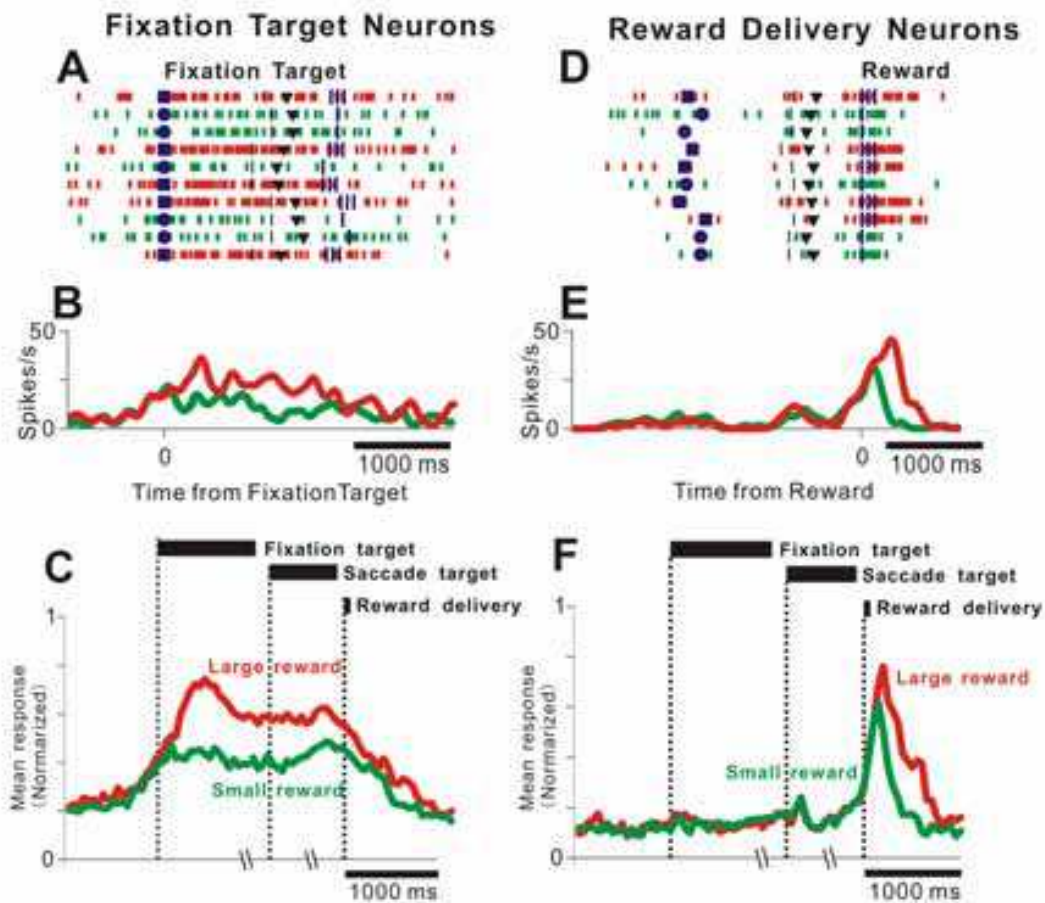 Fixation Target Neurons
A
Fixation Target
B
50
Spikes/s
0
0
1000 ms
Time from FixationTarget
C
Fixation target
Saccade target
Reward delivery
1
Mean response
(Normarized)
Large reward
Small reward
0
1000 ms
Reward Delivery Neurons
D
Reward
E
50
Spikes/s
0
0
1000 ms
Time from Reward
F
Fixation target
Saccade target
Reward delivery
1
Mean response
(Normarized)
Large reward
Small reward
0
1000 ms